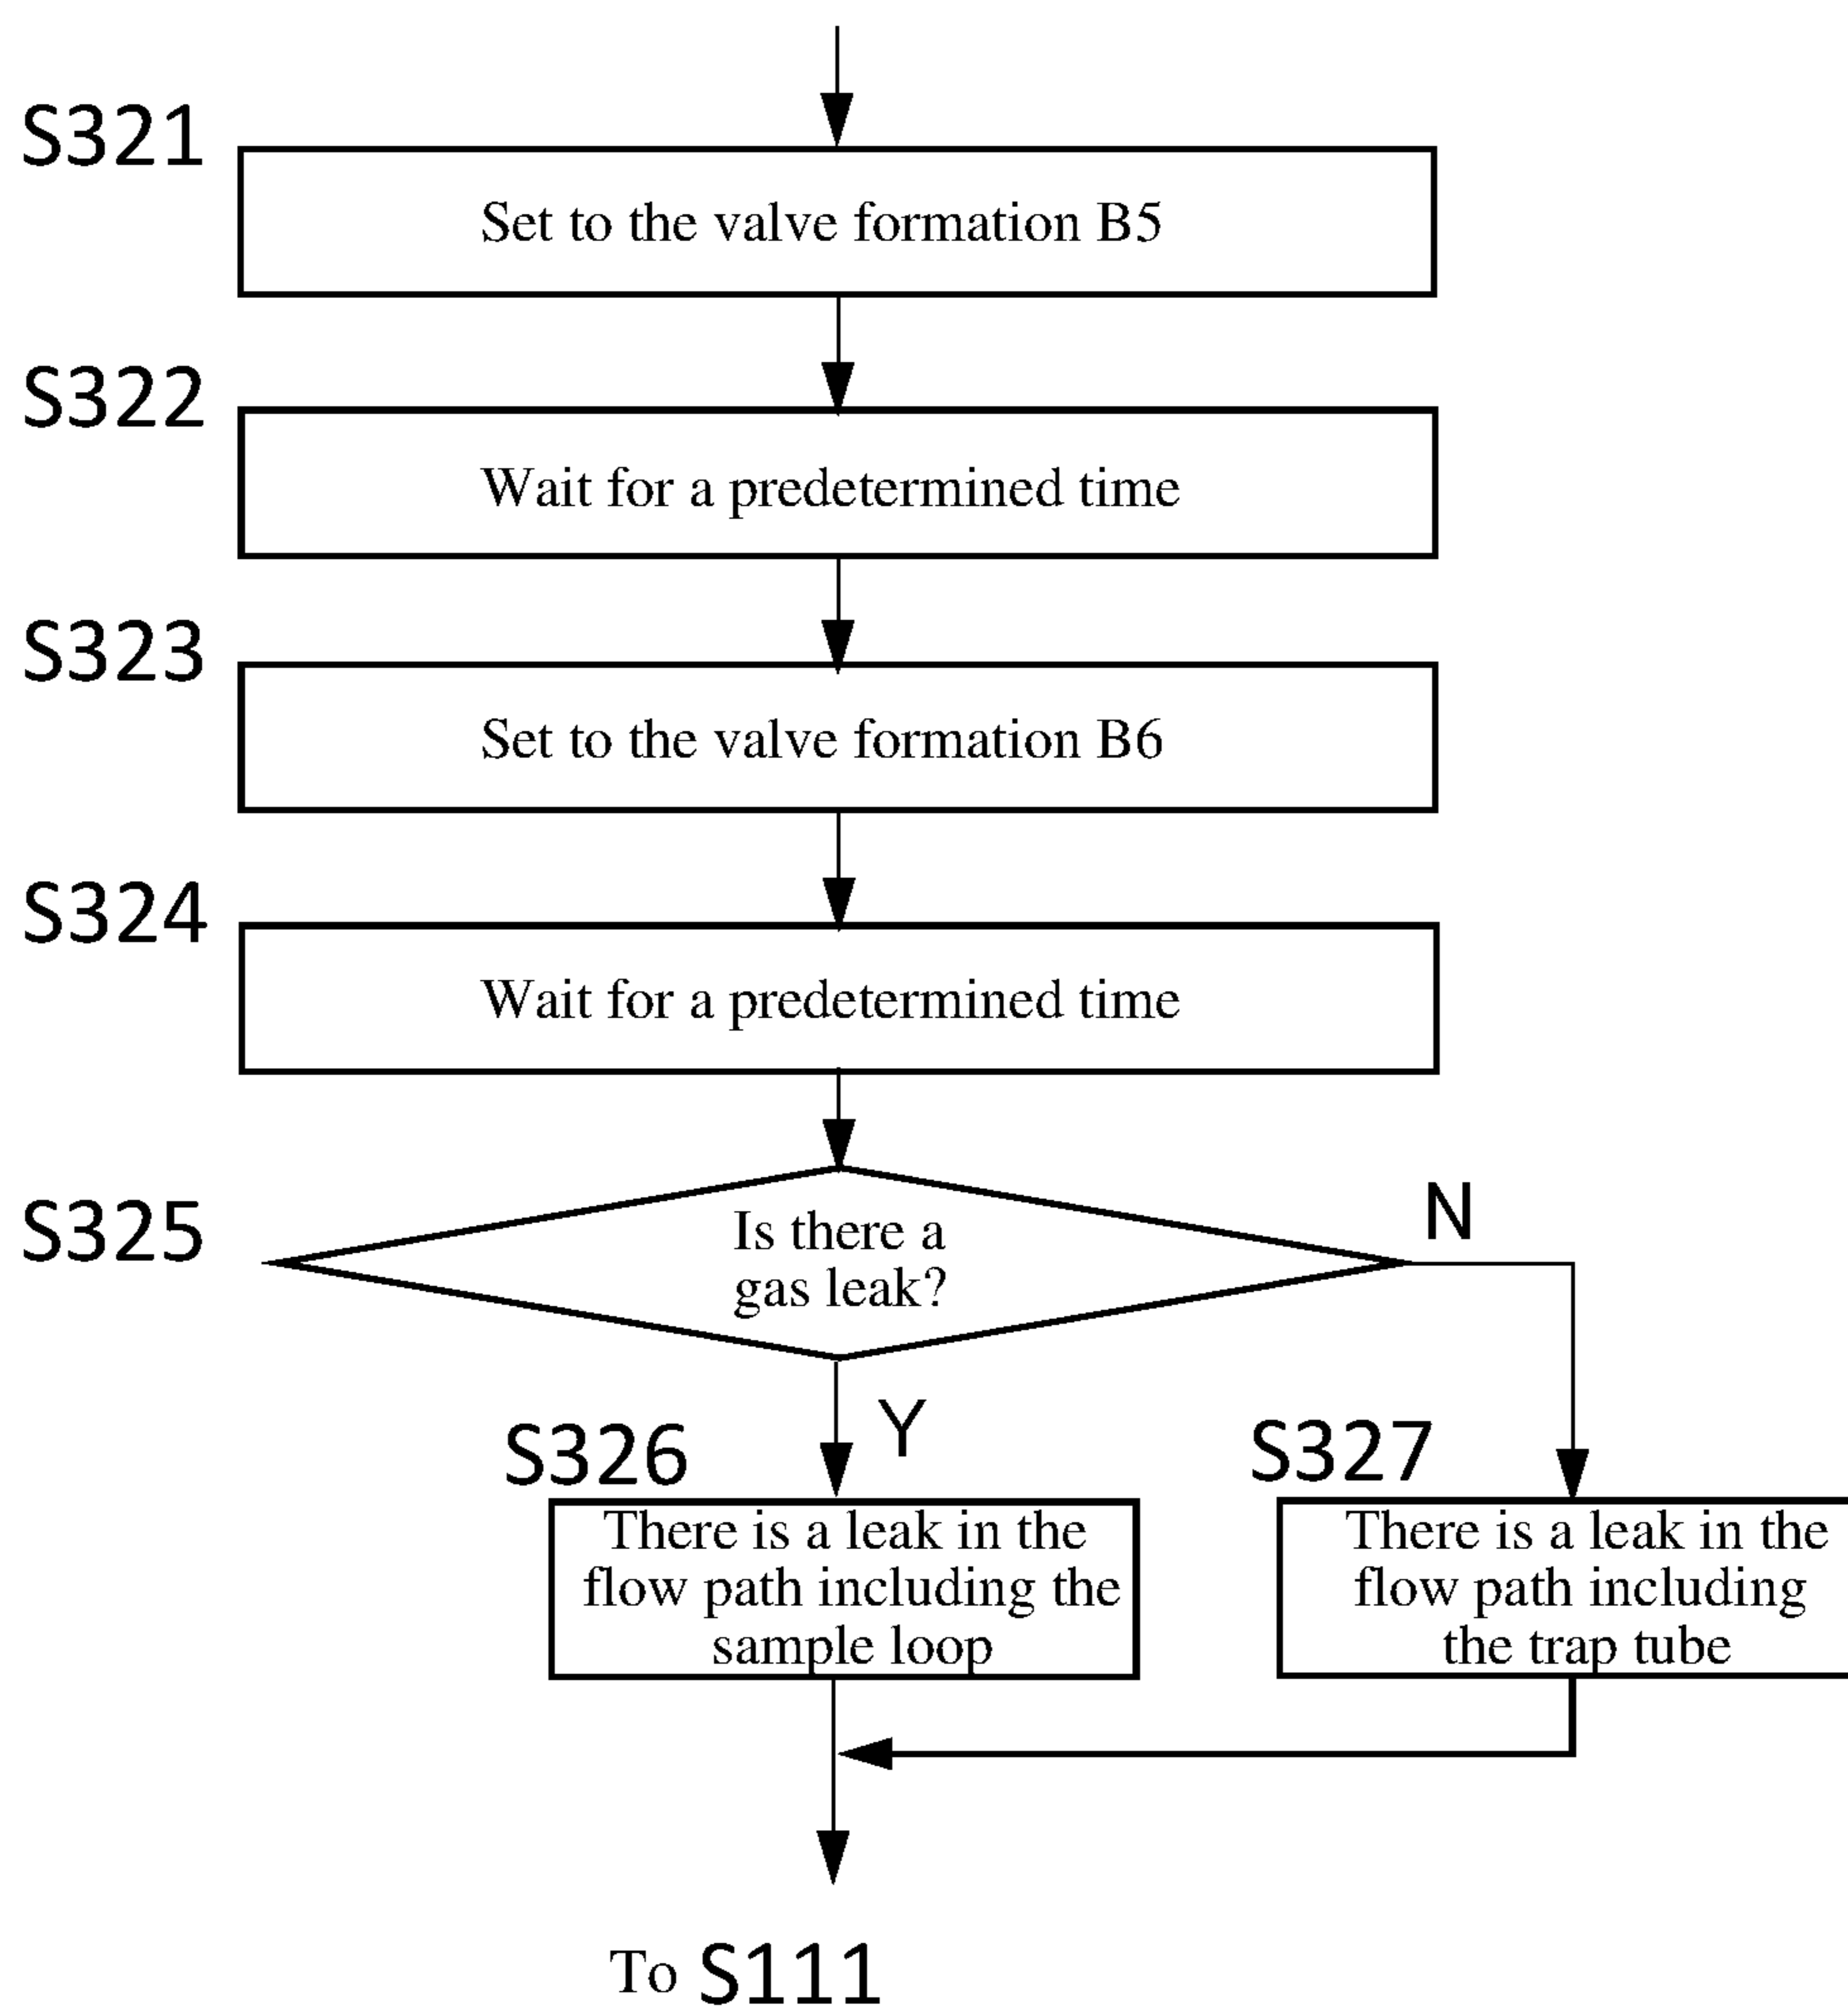 S321
Set to the valve formation B5
S322
Wait for a predetermined time
S323
Set to the valve formation B6
S324
Wait for a predetermined time
S325
Is there a
gas leak?
N
Y
S326
There is a leak in the
flow path including the
sample loop
S327
There is a leak in the
flow path including
the trap tube
To S111